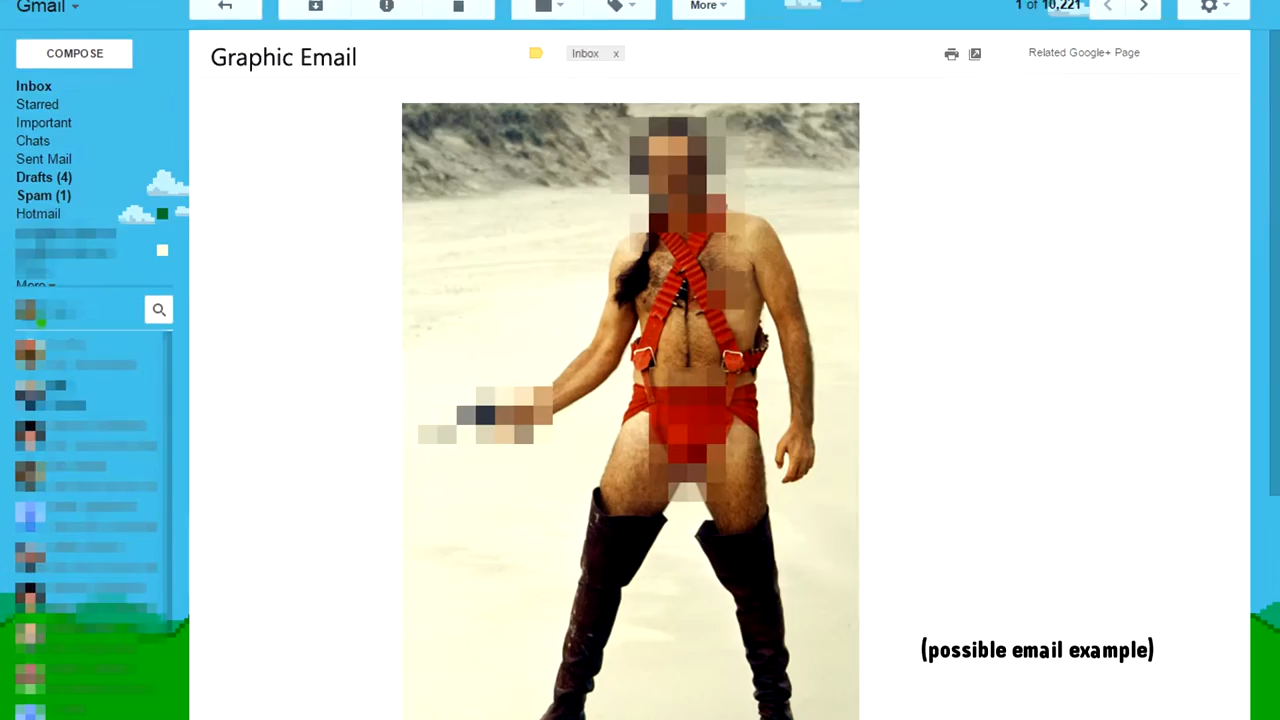 Gmail
More
1 of 10,221
COMPOSE
Graphic Email
Inbox x
Related Google+ Page
Inbox
Starred
Important
Chats
Sent Mail
Drafts (4)
Spam (1)
Hotmail
More
(possible email example)